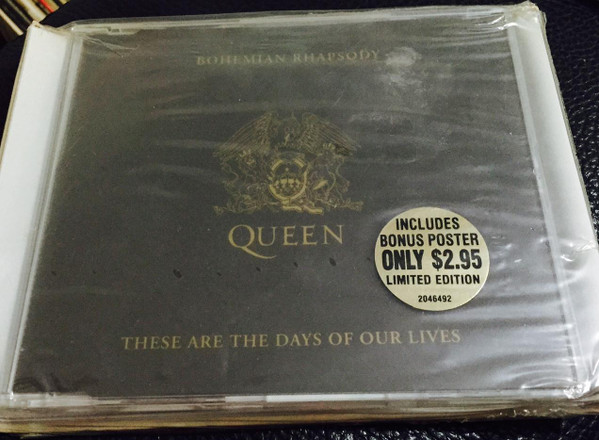 BOHEMIAN RHAPSODY
QUEEN
INCLUDES
BONUS POSTER
ONLY $2.95
LIMITED EDITION
2046492
THESE ARE THE DAYS OF OUR LIVES